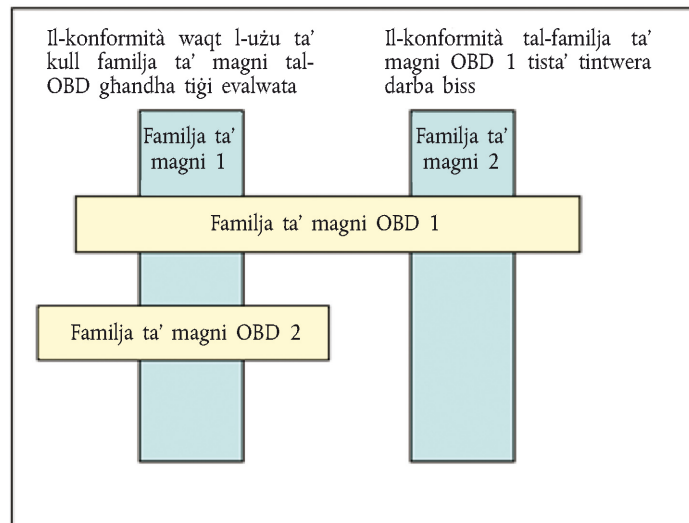 Il-konformità waqt l-użu ta'
kull familja ta' magni tal-
OBD għandha tiġi evalwata
Il-konformità tal-familja ta'
magni OBD 1 tista' tintwera
darba biss
Familja ta'
magni 1
Familja ta'
magni 2
Familja ta' magni OBD 1
Familja ta' magni OBD 2